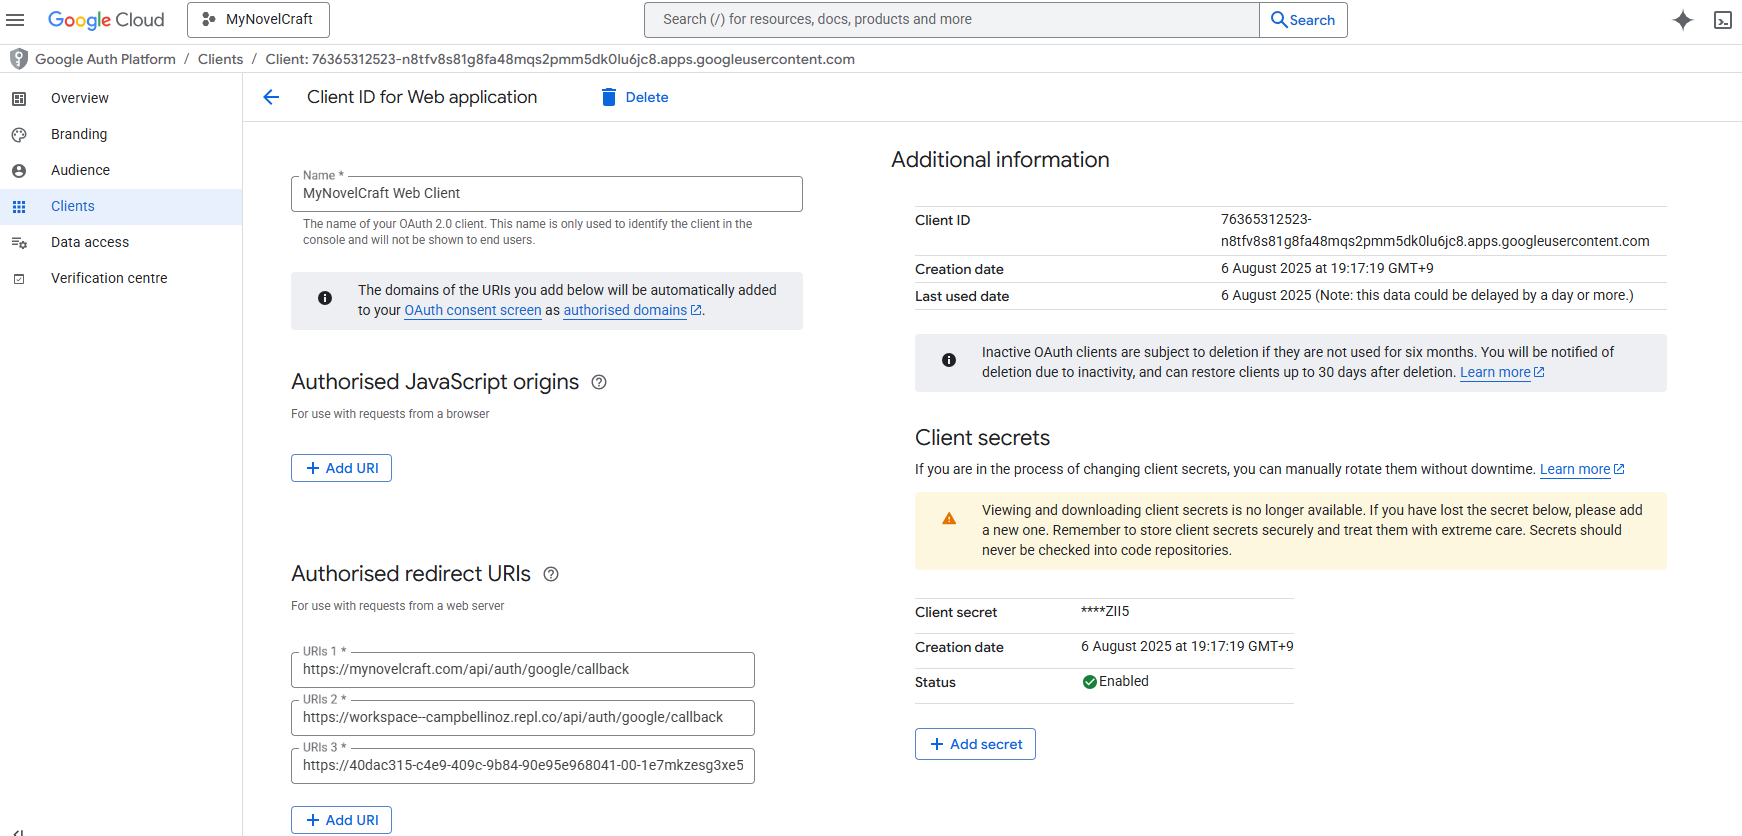 Google Cloud
MyNovelCraft
Search (/) for resources, docs, products and more
Search
Google Auth Platform / Clients / Client: 76365312523-n8tfv8s81g8fa48mqs2pmm5dk0lu6jc8.apps.googleusercontent.com
Overview
Branding
Audience
Clients
Data access
Verification centre
Client ID for Web application
Delete
Name *
MyNovelCraft Web Client
The name of your OAuth 2.0 client. This name is only used to identify the client in the
console and will not be shown to end users.
The domains of the URIs you add below will be automatically added
to your OAuth consent screen as authorised domains.
Authorised JavaScript origins
For use with requests from a browser
Add URI
Authorised redirect URIs
For use with requests from a web server
URIs 1 *
https://mynovelcraft.com/api/auth/google/callback
URIs 2 *
https://workspace--campbellinoz.repl.co/api/auth/google/callback
URIs 3 *
https://40dac315-c4e9-409c-9b84-90e95e968041-00-1e7mkzesg3xe5
Add URI
Additional information
Client ID
76365312523-
n8tfv8s81g8fa48mqs2pmm5dk0lu6jc8.apps.googleusercontent.com
Creation date
6 August 2025 at 19:17:19 GMT+9
Last used date
6 August 2025 (Note: this data could be delayed by a day or more.)
Inactive OAuth clients are subject to deletion if they are not used for six months. You will be notified of
deletion due to inactivity, and can restore clients up to 30 days after deletion. Learn more
Client secrets
If you are in the process of changing client secrets, you can manually rotate them without downtime. Learn more
Viewing and downloading client secrets is no longer available. If you have lost the secret below, please add
a new one. Remember to store client secrets securely and treat them with extreme care. Secrets should
never be checked into code repositories.
Client secret
****ZII5
Creation date
6 August 2025 at 19:17:19 GMT+9
Status
Enabled
Add secret